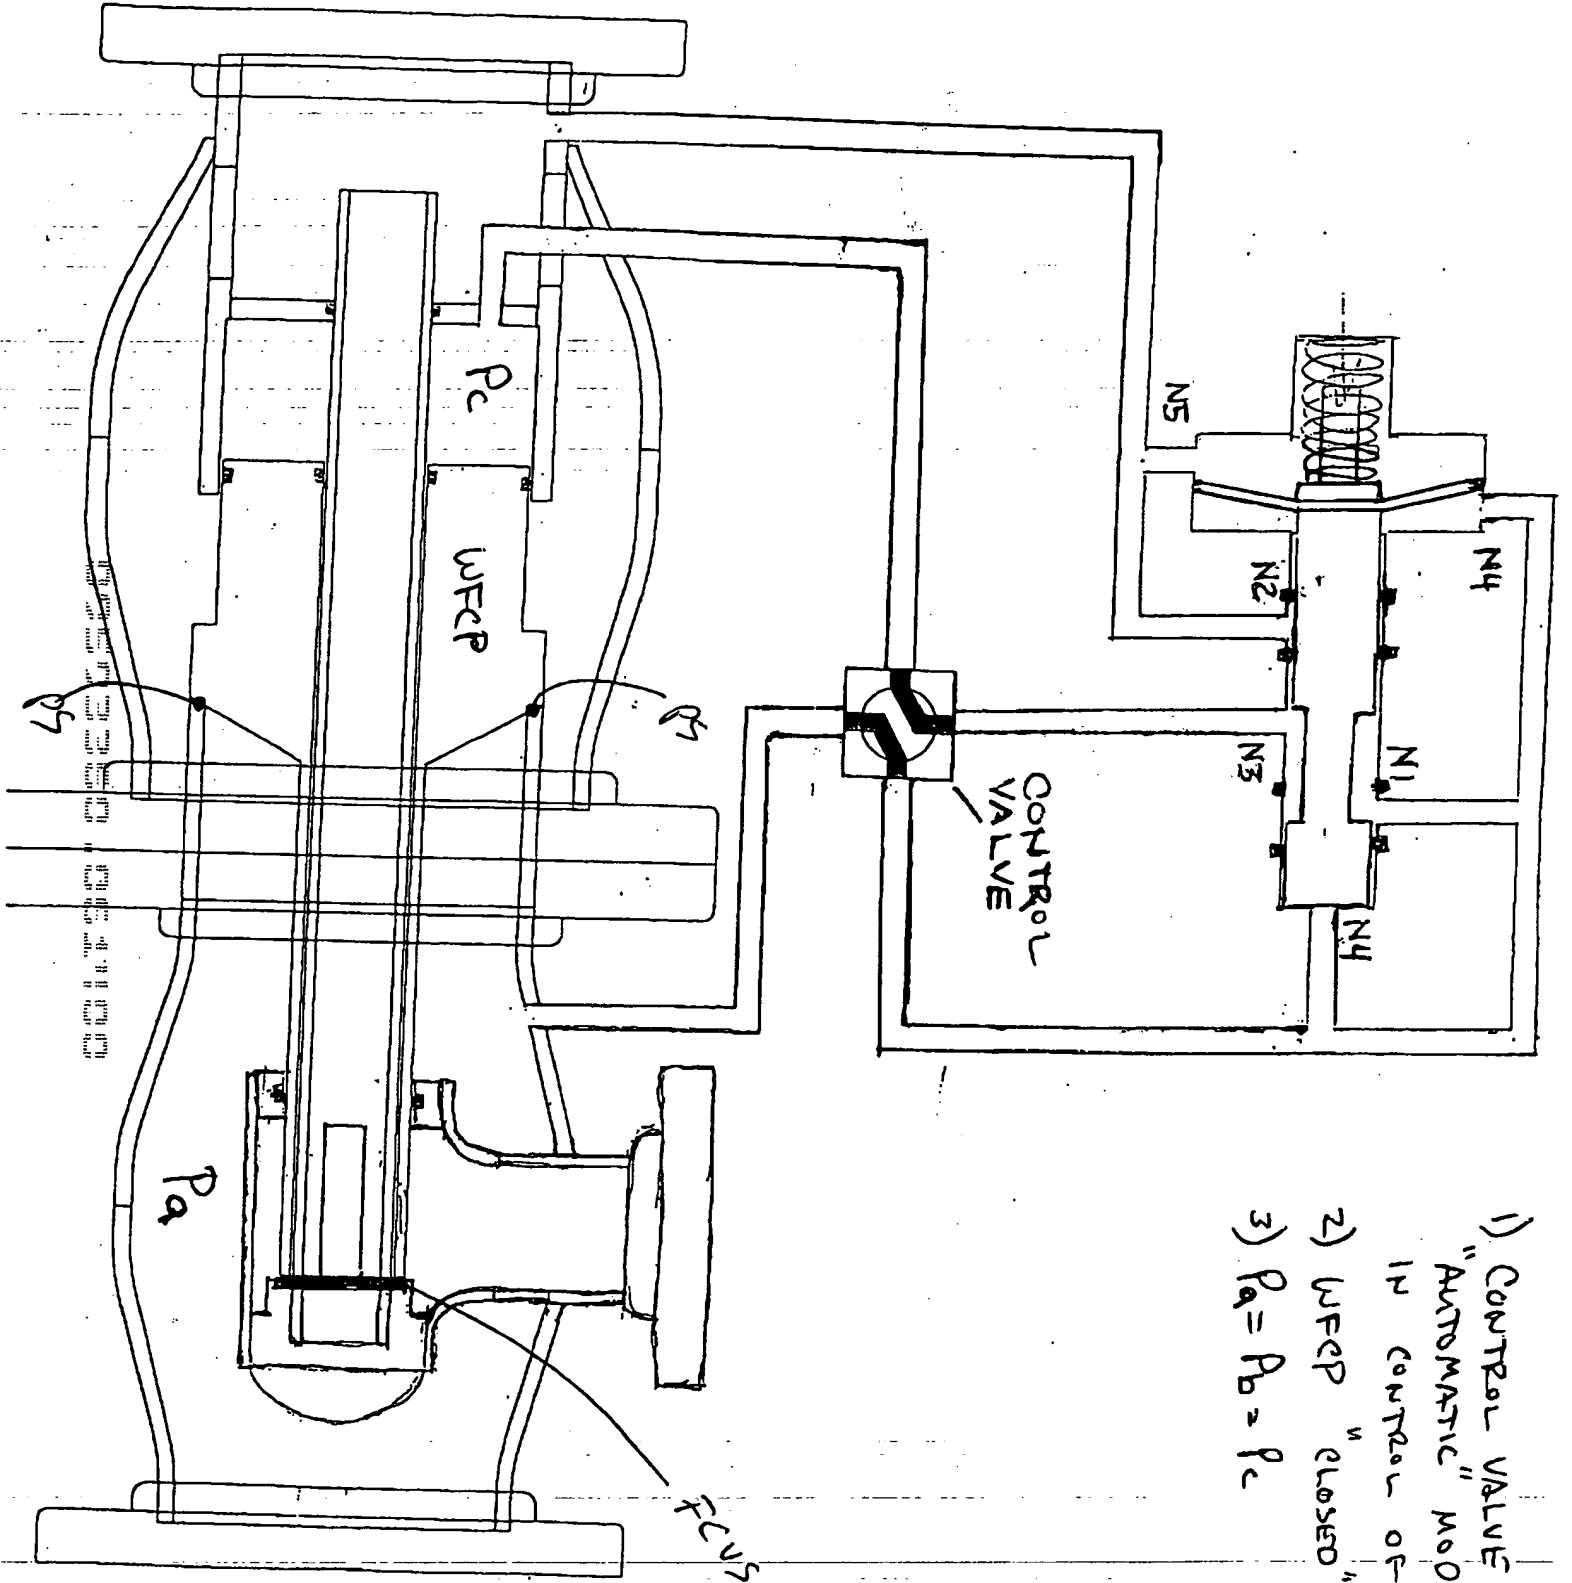 1) CONTROL VALVE
"AUTOMATIC" MOD
IN CONTROL OF
2) WFCP "CLOSED"
3) Pa = Pb = Pc
N5
N4
N2
N1
N3
N4
CONTROL
VALVE
Pc
WFCP
Pa
FCVS